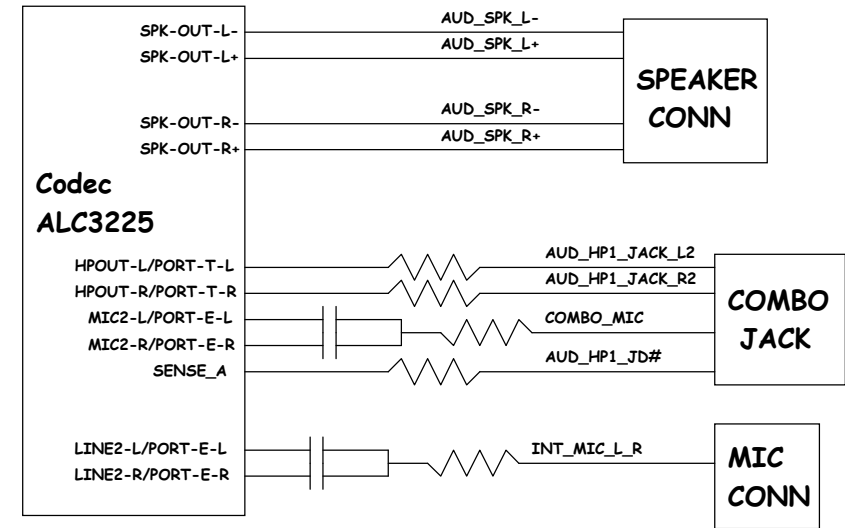 SPK-OUT-L-
AUD_SPK_L-
SPK-OUT-L+
AUD_SPK_L+
SPEAKER
CONN
SPK-OUT-R-
AUD_SPK_R-
SPK-OUT-R+
AUD_SPK_R+
Codec
ALC3225
HPOUT-L/PORT-T-L
AUD_HP1_JACK_L2
HPOUT-R/PORT-T-R
AUD_HP1_JACK_R2
MIC2-L/PORT-E-L
COMBO_MIC
MIC2-R/PORT-E-R
SENSE_A
AUD_HP1_JD#
COMBO
JACK
LINE2-L/PORT-E-L
INT_MIC_L_R
LINE2-R/PORT-E-R
MIC
CONN